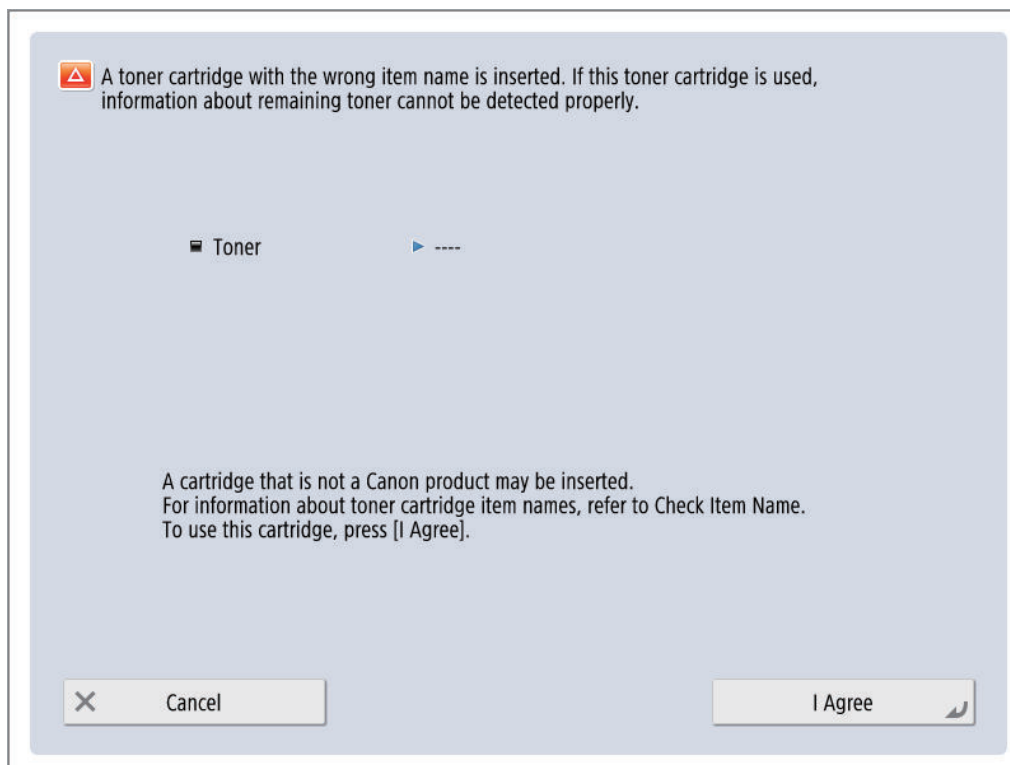 A toner cartridge with the wrong item name is inserted. If this toner cartridge is used,
information about remaining toner cannot be detected properly.
Toner ----
A cartridge that is not a Canon product may be inserted.
For information about toner cartridge item names, refer to Check Item Name.
To use this cartridge, press [I Agree].
Cancel I Agree